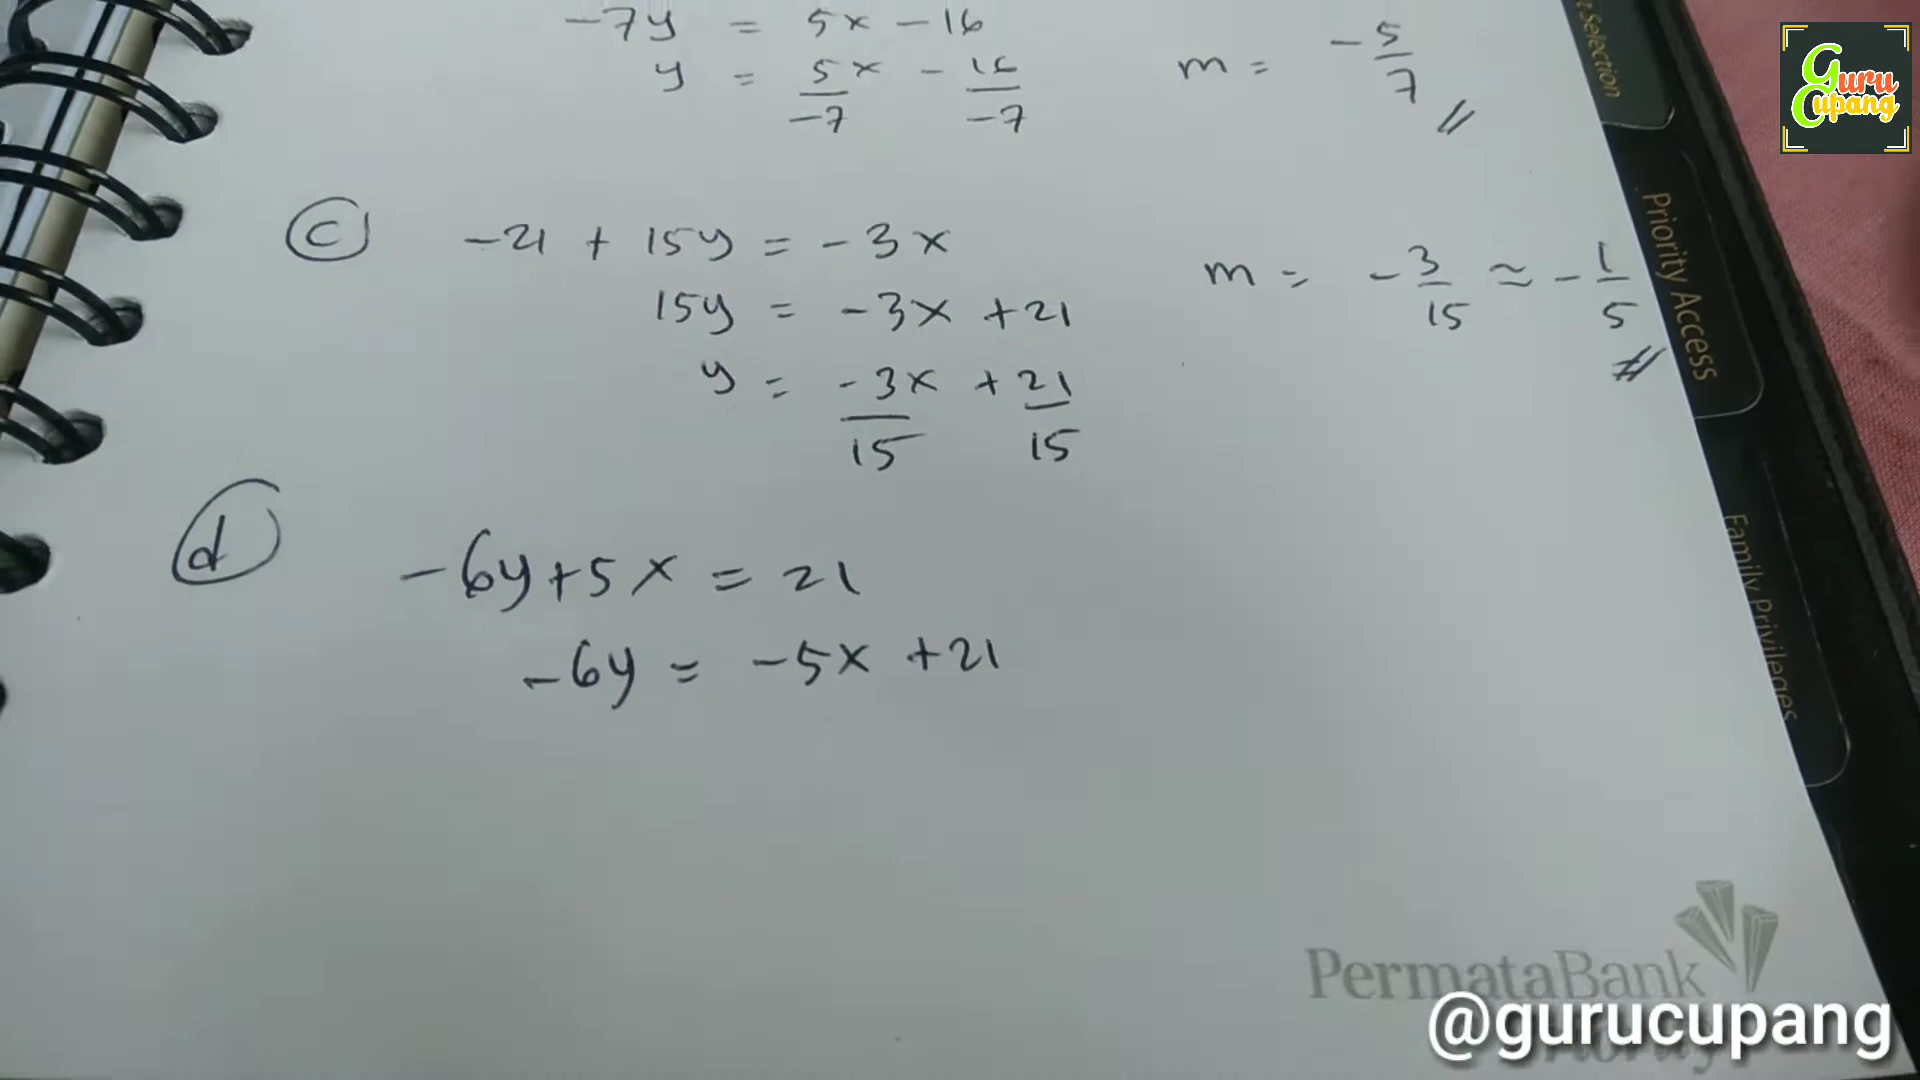 -7y = 5x - 16
y = 5x/-7 - 16/-7
m = -5/7 //
Guru
Cupang
e Selection
c
-21 + 15y = -3x
15y = -3x + 21
y = -3x/15 + 21/15
m = -3/15 ≈ -1/5 //
Priority Access
d
-6y+5x = 21
-6y = -5x +21
Family Privileges
PermataBank
@gurucupang